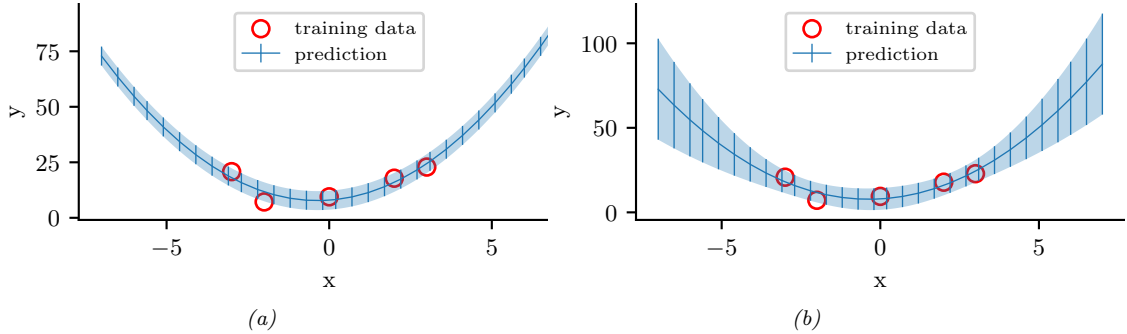 training data
prediction
75
50
25
0
y
−5
0
5
x
(a)
training data
prediction
100
50
0
y
−5
0
5
x
(b)